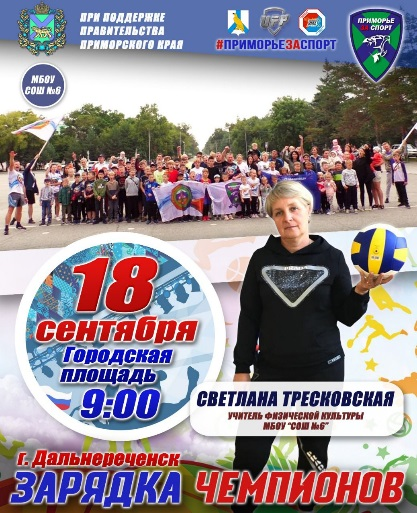 ПРИ ПОДДЕРЖКЕ
ПРАВИТЕЛЬСТВА
ПРИМОРСКОГО КРАЯ
#ПРИМОРЬЕЗАСПОРТ
ПРИМОРЬЕ
ЗА СПОРТ
МБОУ
СОШ №6
18
сентября
Городская
площадь
9:00
СВЕТЛАНА ТРЕСКОВСКАЯ
УЧИТЕЛЬ ФИЗИЧЕСКОЙ КУЛЬТУРЫ
МБОУ "СОШ №6"
г. Дальнереченск
ЗАРЯДКА ЧЕМПИОНОВ